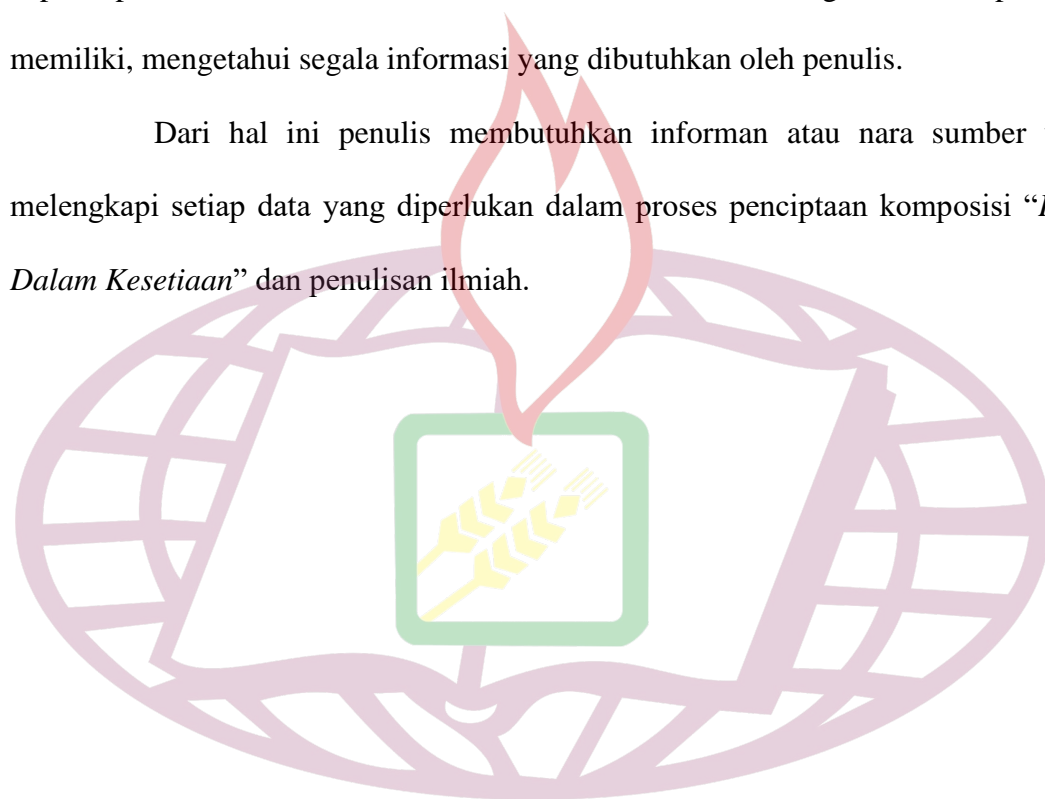 memiliki, mengetahui segala informasi yang dibutuhkan oleh penulis.
Dari hal ini penulis membutuhkan informan atau nara sumber
melengkapi setiap data yang diperlukan dalam proses penciptaan komposisi “
Dalam Kesetiaan” dan penulisan ilmiah.